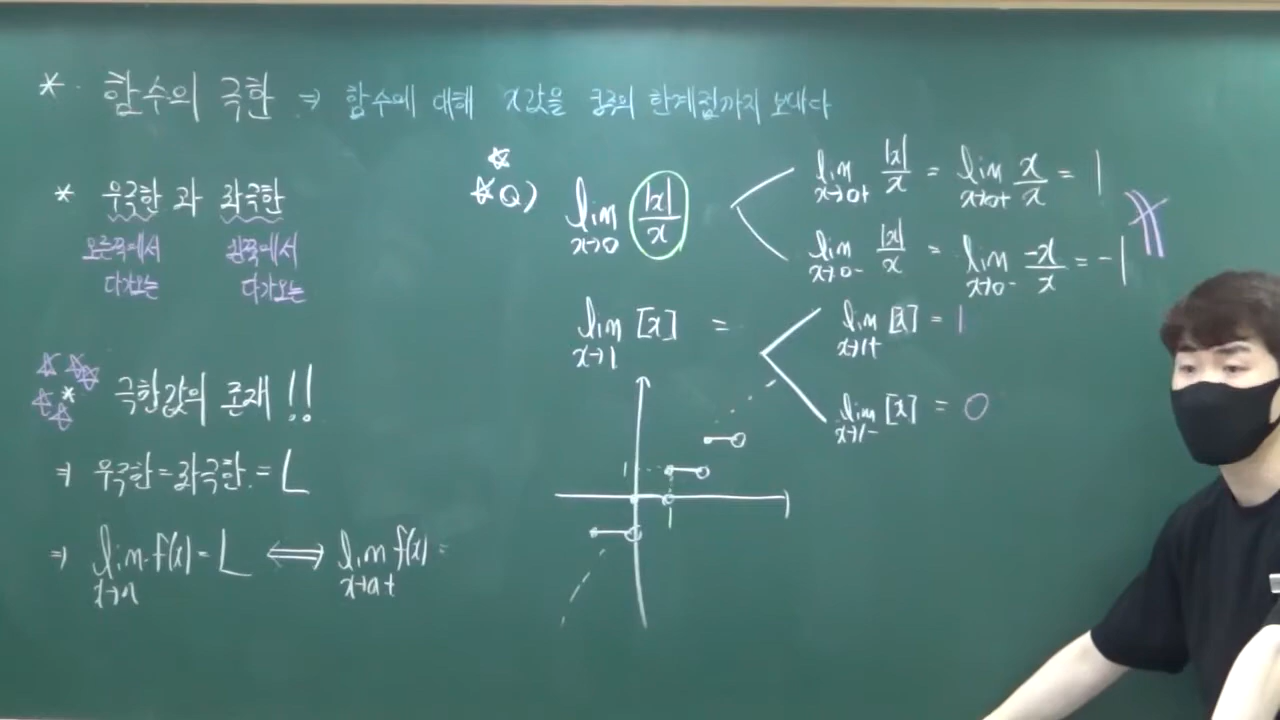 * 함수의 극한 ⇒ 함수에 대해 x값을 궁극의 한계점까지 보내다
* 우극한과 좌극한
오른쪽에서 다가오는
왼쪽에서 다가오는
* 극한값의 존재!!
⇒ 우극한 = 좌극한 = L
⇒ lim x→a f(x) = L ⟺ lim x→a+ f(x) =
Q) lim x→0 |x|/x
lim x→0+ |x|/x = lim x→0+ x/x = 1
lim x→0- |x|/x = lim x→0- -x/x = -1
lim x→1 [x] =
lim x→1+ [x] = 1
lim x→1- [x] = 0
1